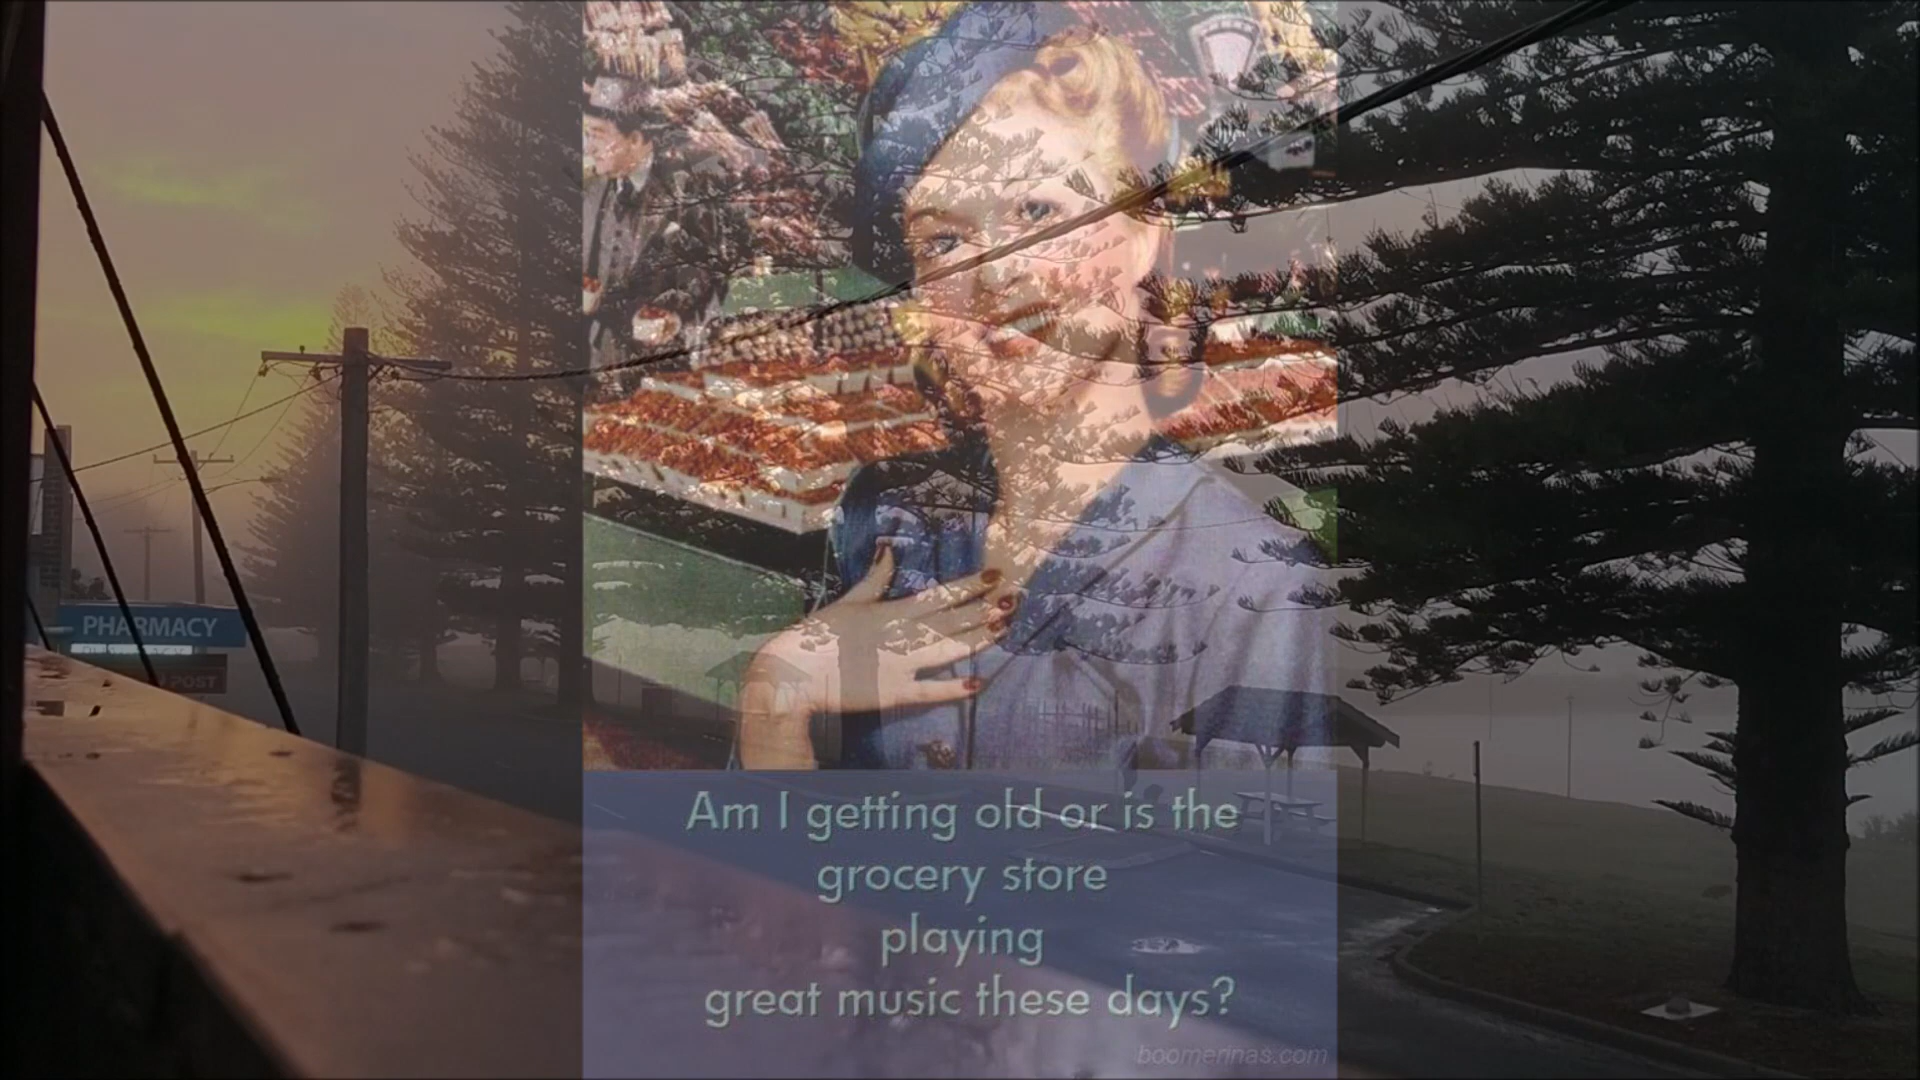 PHARMACY
POST
Am I getting old or is the
grocery store
playing
great music these days?
boomerinas.com